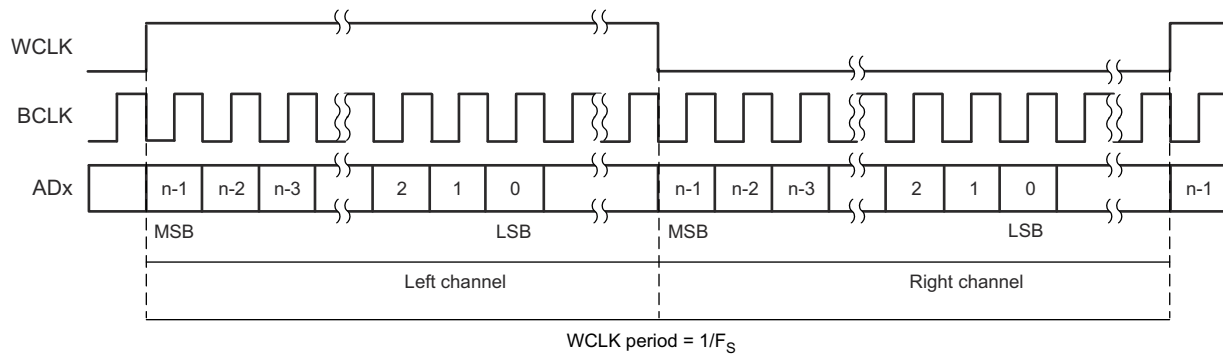 WCLK
BCLK
ADx n-1 n-2 n-3 2 1 0 n-1 n-2 n-3 2 1 0 n-1
MSB LSB MSB LSB
Left channel Right channel
WCLK period = 1/FS